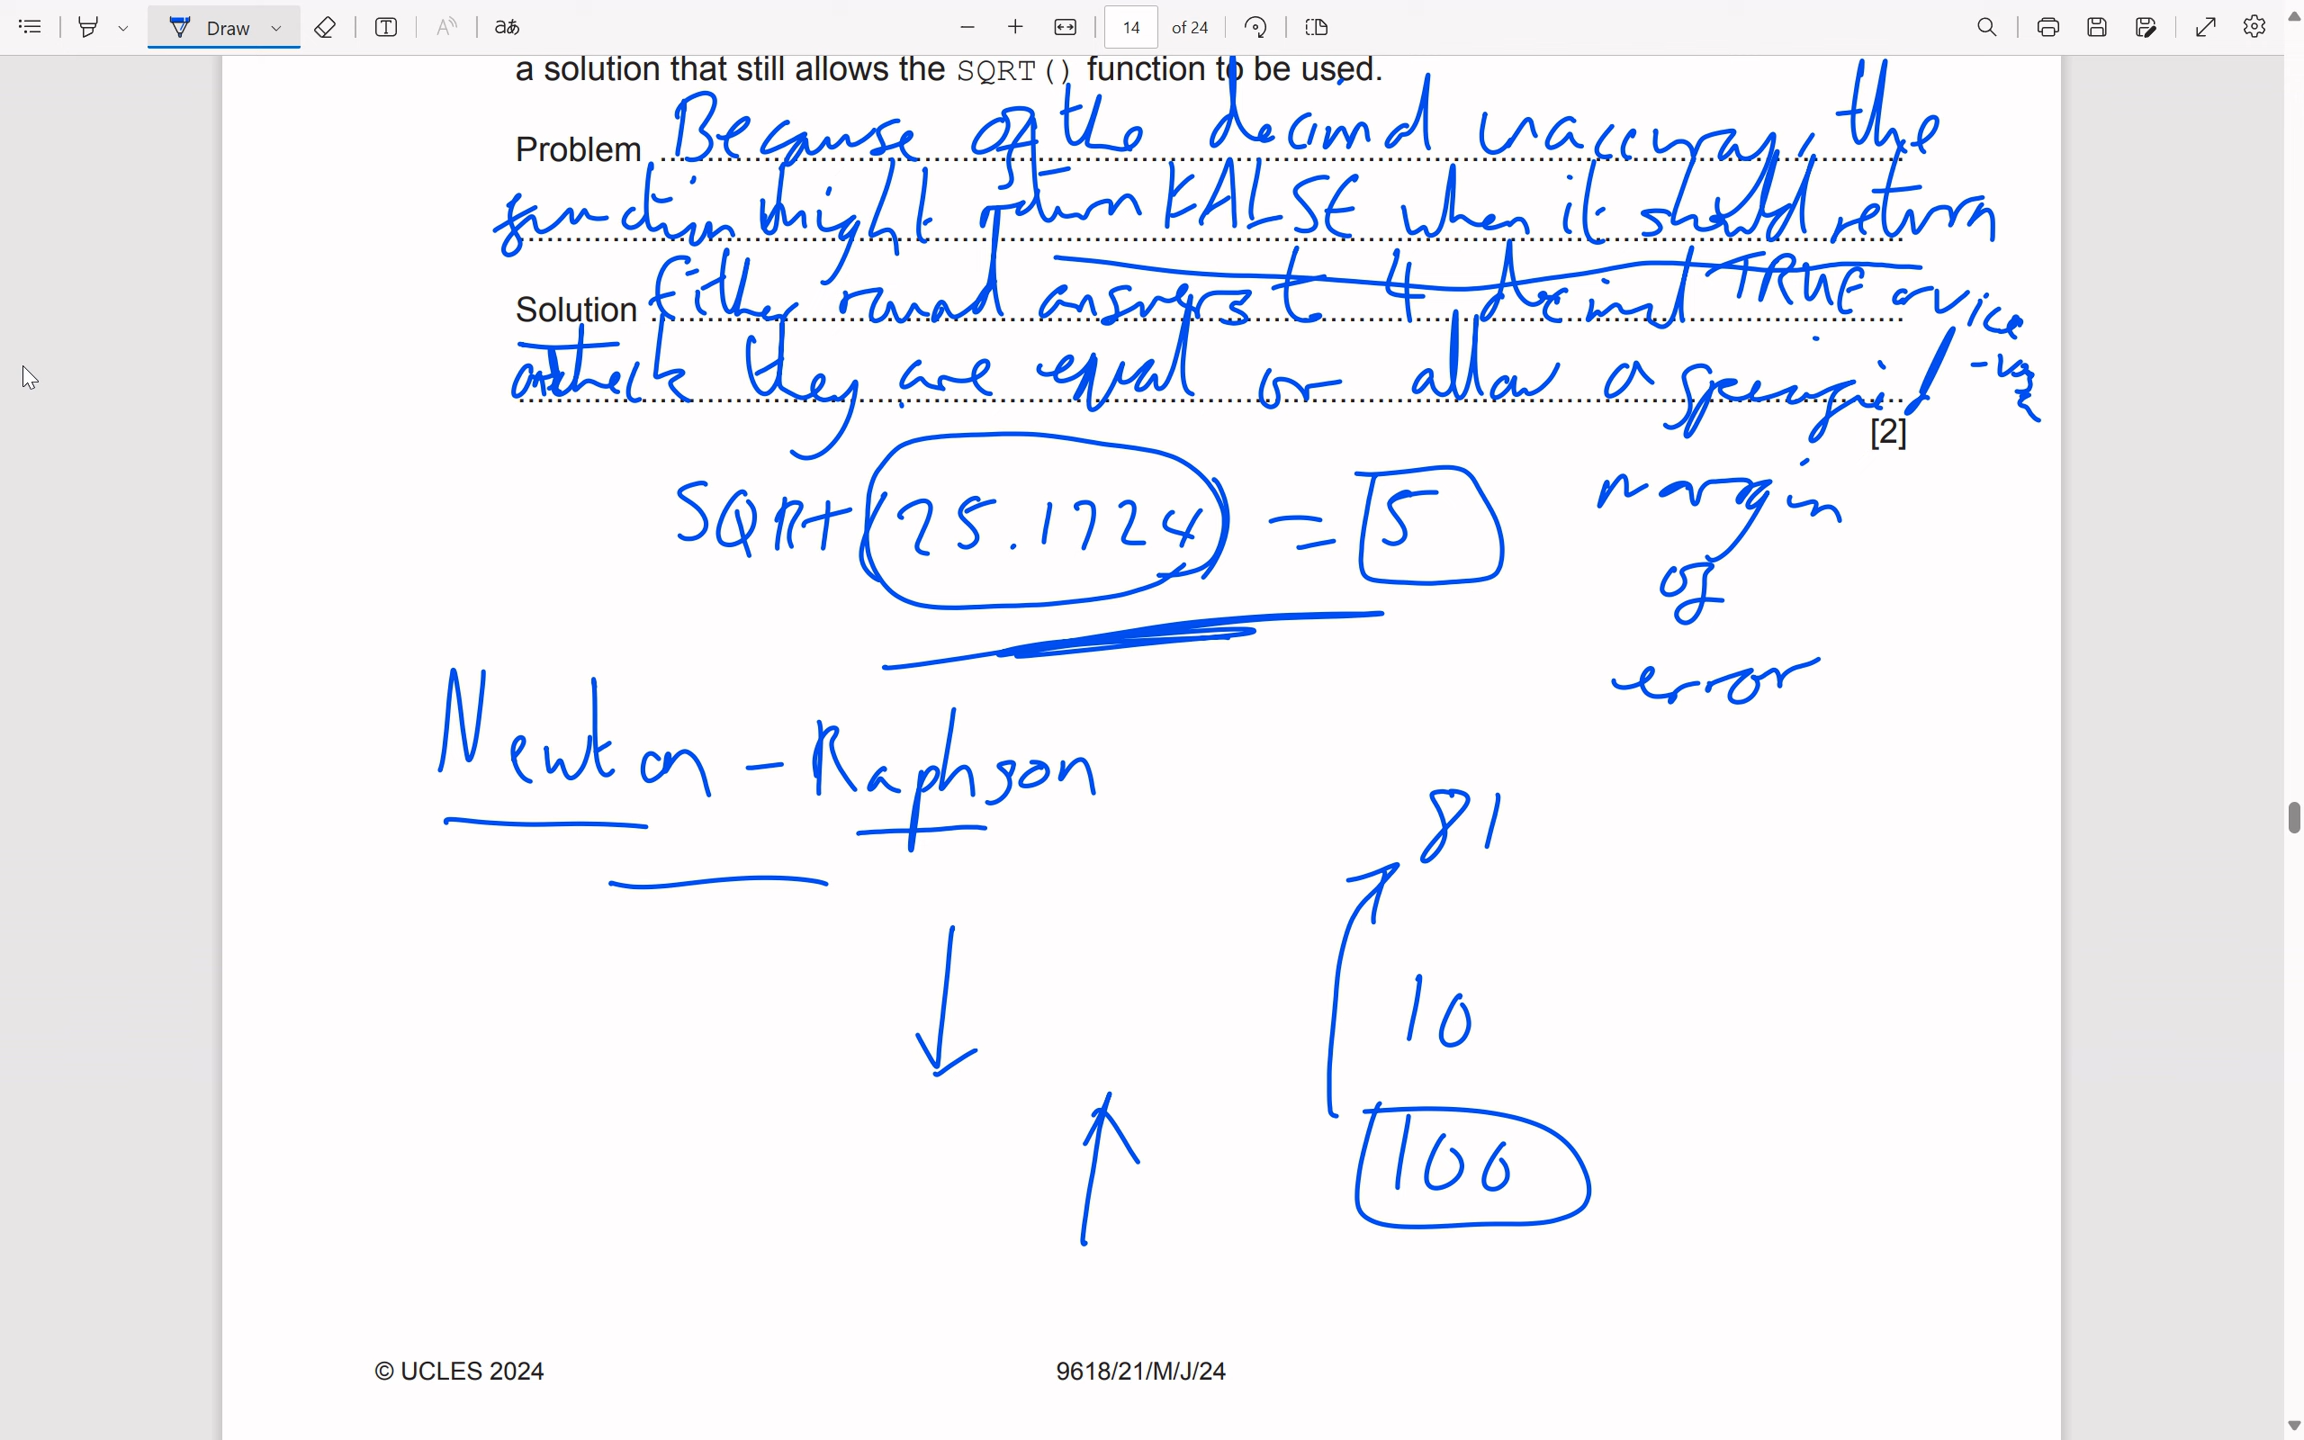 Draw
14 of 24
a solution that still allows the SQRT() function to be used.
Problem Because of the decimal inaccuracy, the
function might return FALSE when it should return
TRUE or vice
-versa
Solution Either round answers to 4 decimal
check they are equal or allow a specific
[2]
margin
of
error
SQRT(25.1724) = 5
Newton-Raphson
81
10
100
© UCLES 2024
9618/21/M/J/24